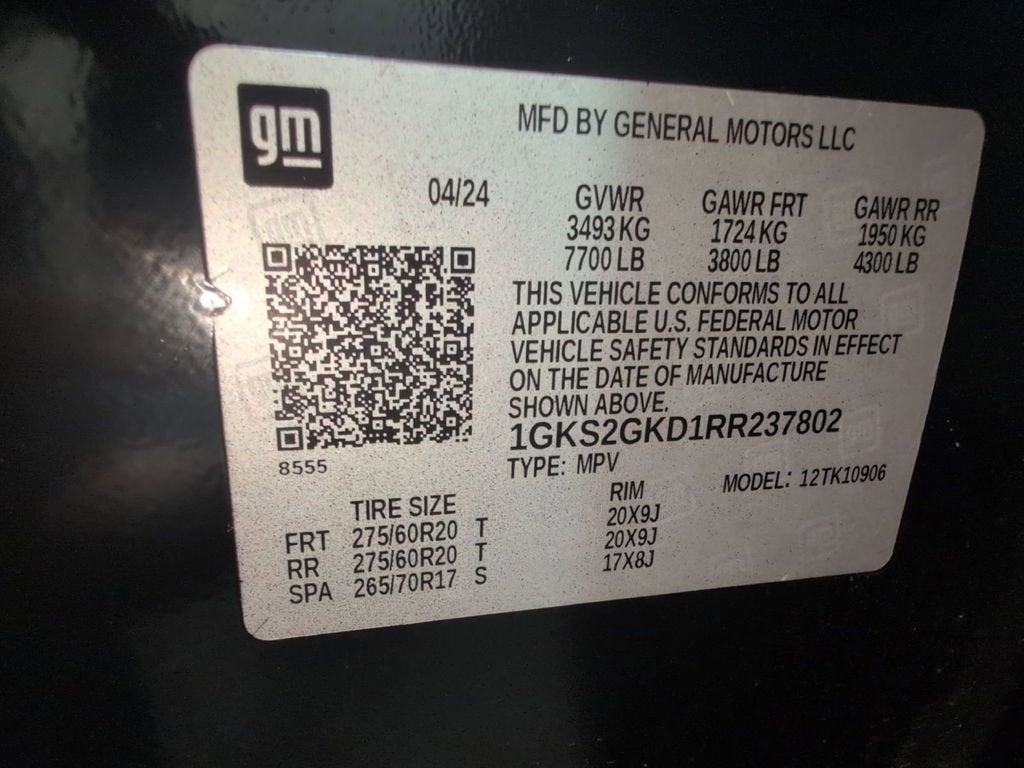 gm
MFD BY GENERAL MOTORS LLC
04/24
GVWR GAWR FRT GAWR RR
3493 KG 1724 KG 1950 KG
7700 LB 3800 LB 4300 LB
THIS VEHICLE CONFORMS TO ALL
APPLICABLE U.S. FEDERAL MOTOR
VEHICLE SAFETY STANDARDS IN EFFECT
ON THE DATE OF MANUFACTURE
SHOWN ABOVE.
1GKS2GKD1RR237802
8555
TYPE: MPV MODEL: 12TK10906
TIRE SIZE RIM
FRT 275/60R20 T 20X9J
RR 275/60R20 T 20X9J
SPA 265/70R17 S 17X8J